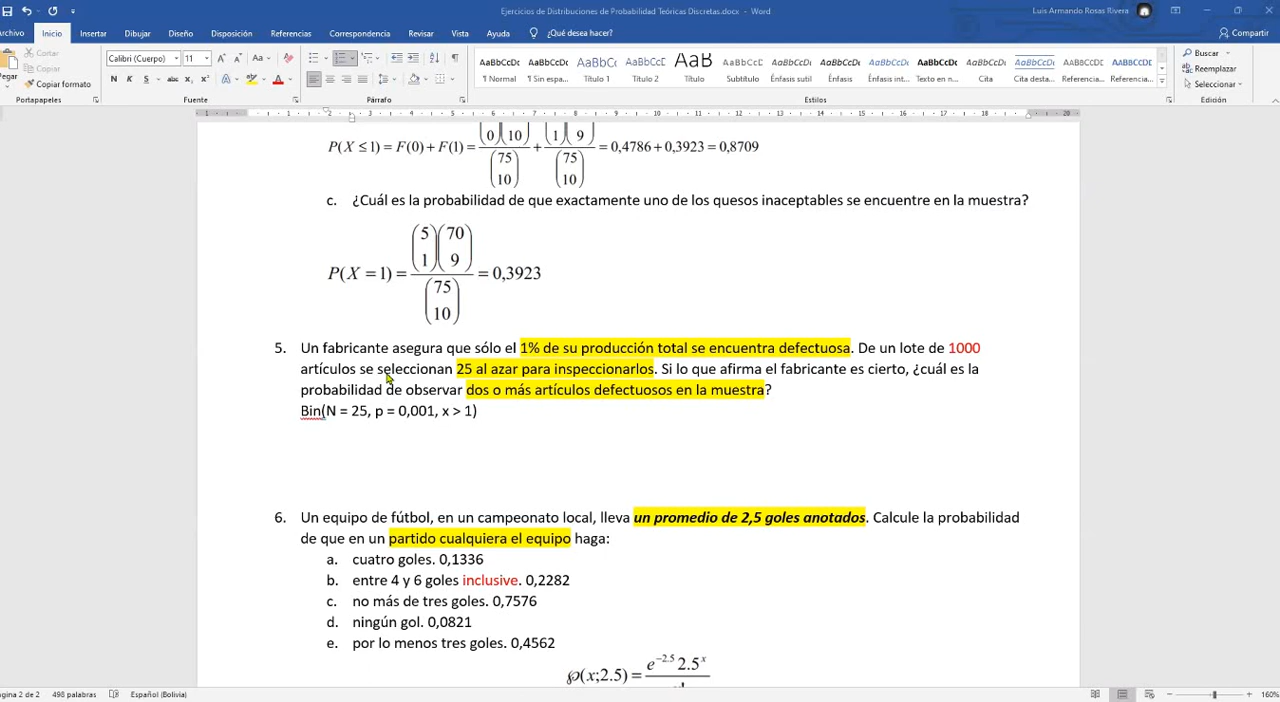 Ejercicios de Distribuciones de Probabilidad Teóricas Discretas.docx - Word
Luis Armando Rosas Rivera
Archivo Inicio Insertar Dibujar Diseño Disposición Referencias Correspondencia Revisar Vista Ayuda ¿Qué desea hacer? Compartir
Cortar
Copiar
Copiar formato
Pegar
Calibri (Cuerpo) 11
AaBbCcDc AaBbCcDc AaBbCc AaBbCcD AaB AaBbCcD AaBbCcDc AaBbCcDc AaBbCcDc AaBbCcDc AaBbCcDc AaBbCcDc AaBbCcDc
¶ Normal ¶ Sin espa... Título 1 Título 2 Título Subtítulo Énfasis sutil Énfasis Énfasis int... Texto en n... Cita Cita desta... Referencia... Referencia...
Buscar
Reemplazar
Seleccionar
Portapapeles Fuente Párrafo Estilos Edición
P(X ≤ 1) = F(0) + F(1) = (0)(10) / (75 10) + (1)(9) / (75 10) = 0,4786 + 0,3923 = 0,8709
c. ¿Cuál es la probabilidad de que exactamente uno de los quesos inaceptables se encuentre en la muestra?
P(X = 1) = (5 1)(70 9) / (75 10) = 0,3923
5. Un fabricante asegura que sólo el 1% de su producción total se encuentra defectuosa. De un lote de 1000
artículos se seleccionan 25 al azar para inspeccionarlos. Si lo que afirma el fabricante es cierto, ¿cuál es la
probabilidad de observar dos o más artículos defectuosos en la muestra?
Bin(N = 25, p = 0,001, x > 1)
6. Un equipo de fútbol, en un campeonato local, lleva un promedio de 2,5 goles anotados. Calcule la probabilidad
de que en un partido cualquiera el equipo haga:
a. cuatro goles. 0,1336
b. entre 4 y 6 goles inclusive. 0,2282
c. no más de tres goles. 0,7576
d. ningún gol. 0,0821
e. por lo menos tres goles. 0,4562
℘(x;2.5) = e^-2.5 2.5^x
Página 2 de 2 498 palabras Español (Bolivia) 160%